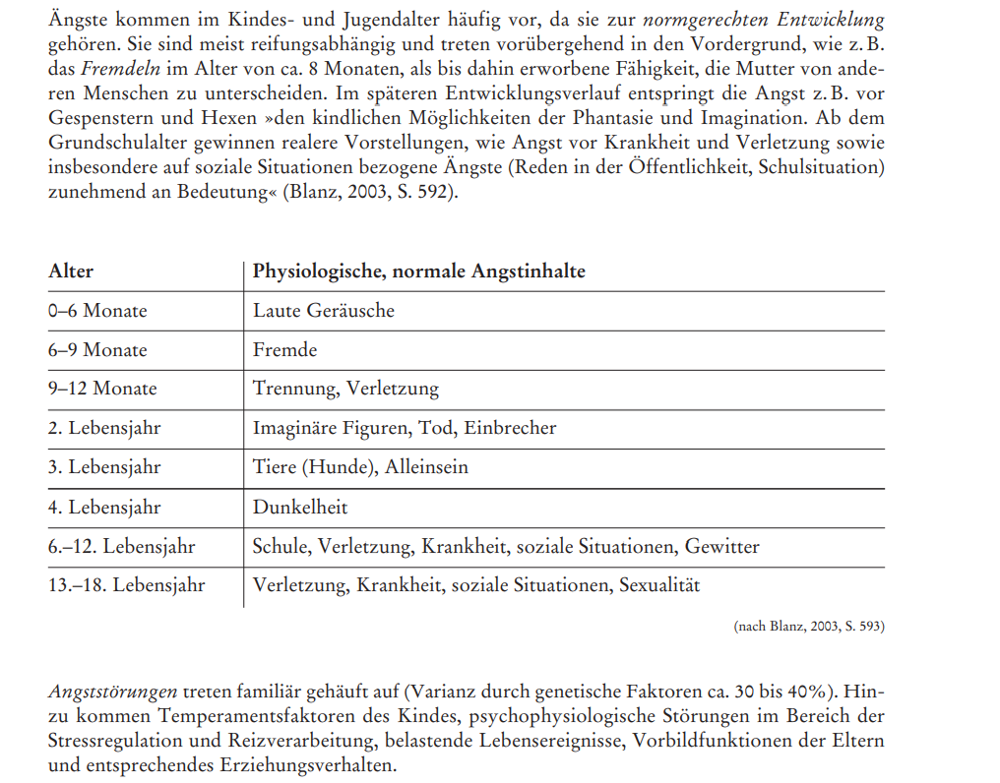 Ängste kommen im Kindes- und Jugendalter häufig vor, da sie zur normgerechten Entwicklung
gehören. Sie sind meist reifungsabhängig und treten vorübergehend in den Vordergrund, wie z. B.
das Fremdeln im Alter von ca. 8 Monaten, als bis dahin erworbene Fähigkeit, die Mutter von ande-
ren Menschen zu unterscheiden. Im späteren Entwicklungsverlauf entspringt die Angst z. B. vor
Gespenstern und Hexen »den kindlichen Möglichkeiten der Phantasie und Imagination. Ab dem
Grundschulalter gewinnen realere Vorstellungen, wie Angst vor Krankheit und Verletzung sowie
insbesondere auf soziale Situationen bezogene Ängste (Reden in der Öffentlichkeit, Schulsituation)
zunehmend an Bedeutung« (Blanz, 2003, S. 592).
Alter Physiologische, normale Angstinhalte
0–6 Monate Laute Geräusche
6–9 Monate Fremde
9–12 Monate Trennung, Verletzung
2. Lebensjahr Imaginäre Figuren, Tod, Einbrecher
3. Lebensjahr Tiere (Hunde), Alleinsein
4. Lebensjahr Dunkelheit
6.–12. Lebensjahr Schule, Verletzung, Krankheit, soziale Situationen, Gewitter
13.–18. Lebensjahr Verletzung, Krankheit, soziale Situationen, Sexualität
(nach Blanz, 2003, S. 593)
Angststörungen treten familiär gehäuft auf (Varianz durch genetische Faktoren ca. 30 bis 40%). Hin-
zu kommen Temperamentsfaktoren des Kindes, psychophysiologische Störungen im Bereich der
Stressregulation und Reizverarbeitung, belastende Lebensereignisse, Vorbildfunktionen der Eltern
und entsprechendes Erziehungsverhalten.